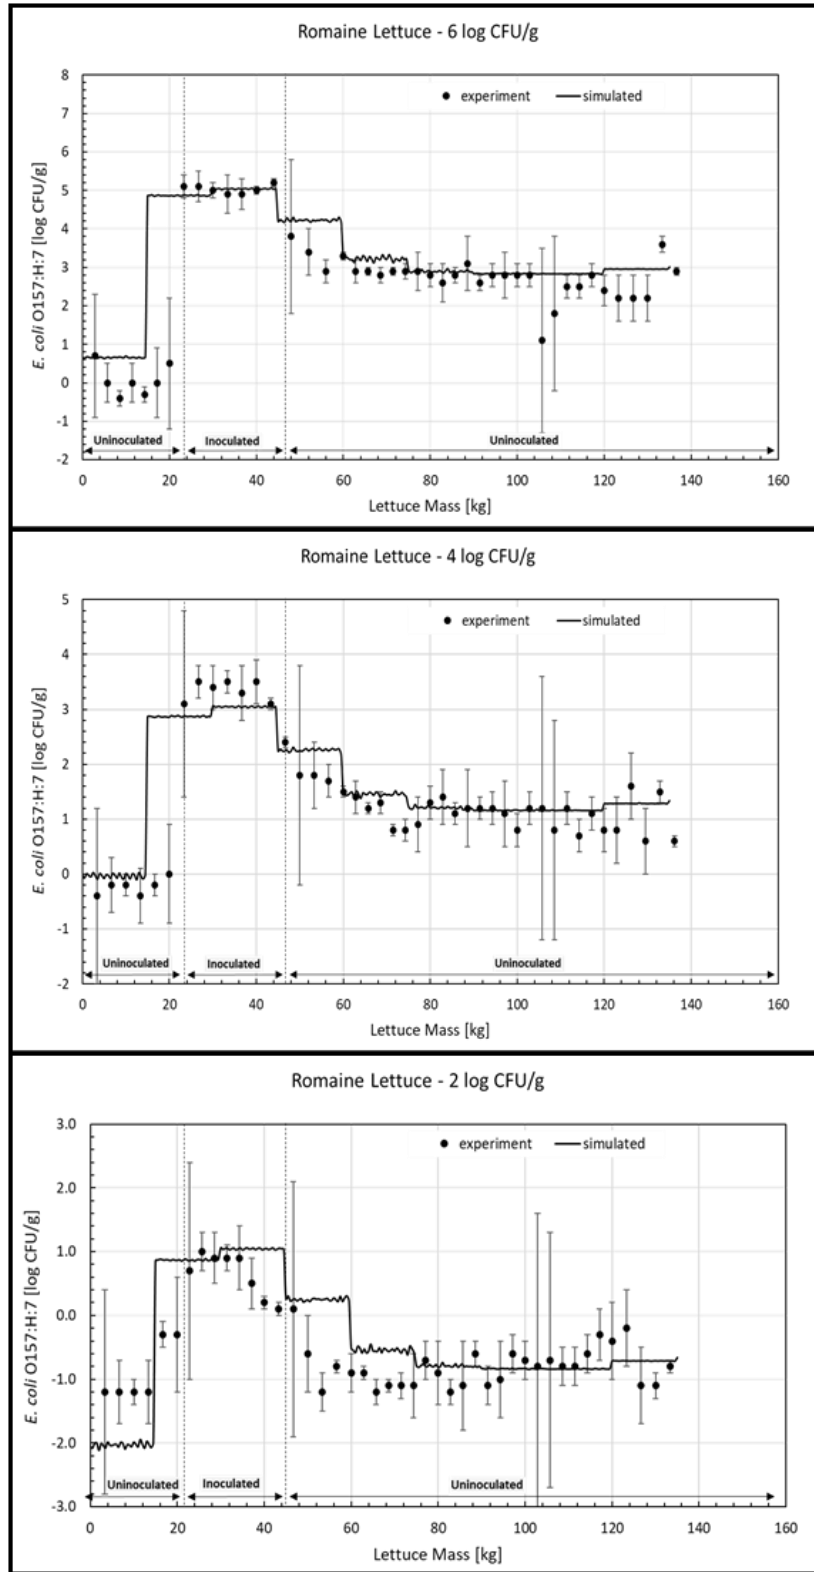 Romaine Lettuce - 6 log CFU/g
● experiment — simulated
8
7
6
5
4
3
2
1
0
-1
-2
E. coli O157:H:7 [log CFU/g]
Uninoculated Inoculated Uninoculated
0 20 40 60 80 100 120 140 160
Lettuce Mass [kg]
Romaine Lettuce - 4 log CFU/g
● experiment — simulated
5
4
3
2
1
0
-1
-2
E. coli O157:H:7 [log CFU/g]
Uninoculated Inoculated Uninoculated
0 20 40 60 80 100 120 140 160
Lettuce Mass [kg]
Romaine Lettuce - 2 log CFU/g
● experiment — simulated
3.0
2.0
1.0
0.0
-1.0
-2.0
-3.0
E. coli O157:H:7 [log CFU/g]
Uninoculated Inoculated Uninoculated
0 20 40 60 80 100 120 140 160
Lettuce Mass [kg]